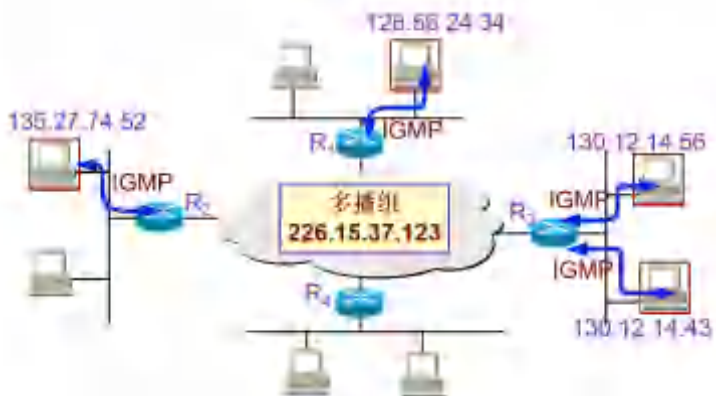 128.56.24.34
135.27.74.52
IGMP
R₁
130.12.14.56
IGMP
IGMP
R₂
多播组
226.15.37.123
R₃
IGMP
R₄
130.12.14.43